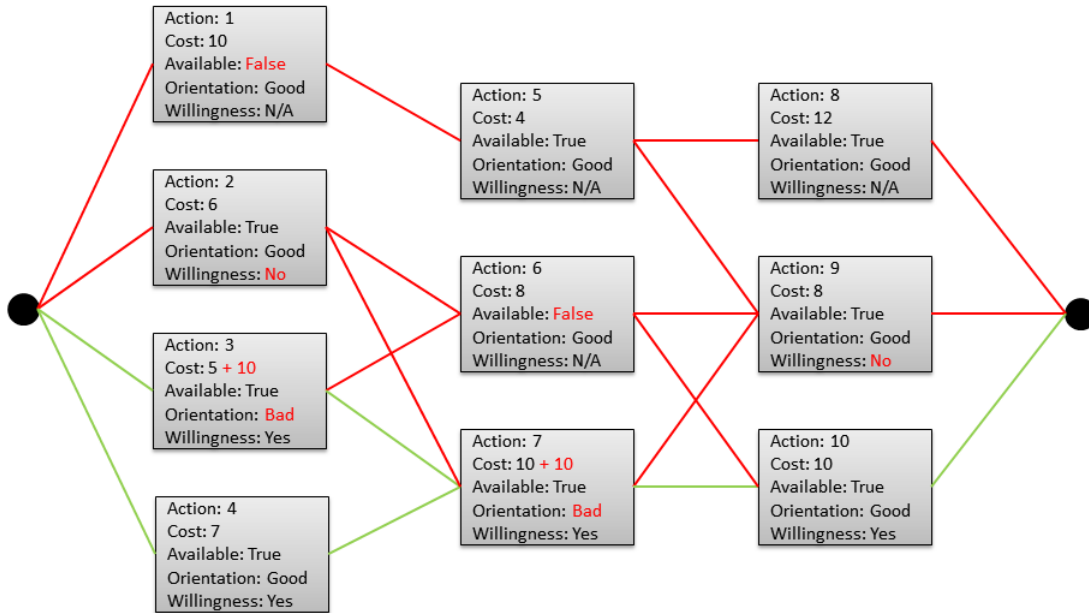 Action: 1
Cost: 10
Available: False
Orientation: Good
Willingness: N/A
Action: 2
Cost: 6
Available: True
Orientation: Good
Willingness: No
Action: 3
Cost: 5 + 10
Available: True
Orientation: Bad
Willingness: Yes
Action: 4
Cost: 7
Available: True
Orientation: Good
Willingness: Yes
Action: 5
Cost: 4
Available: True
Orientation: Good
Willingness: N/A
Action: 6
Cost: 8
Available: False
Orientation: Good
Willingness: N/A
Action: 7
Cost: 10 + 10
Available: True
Orientation: Bad
Willingness: Yes
Action: 8
Cost: 12
Available: True
Orientation: Good
Willingness: N/A
Action: 9
Cost: 8
Available: True
Orientation: Good
Willingness: No
Action: 10
Cost: 10
Available: True
Orientation: Good
Willingness: Yes